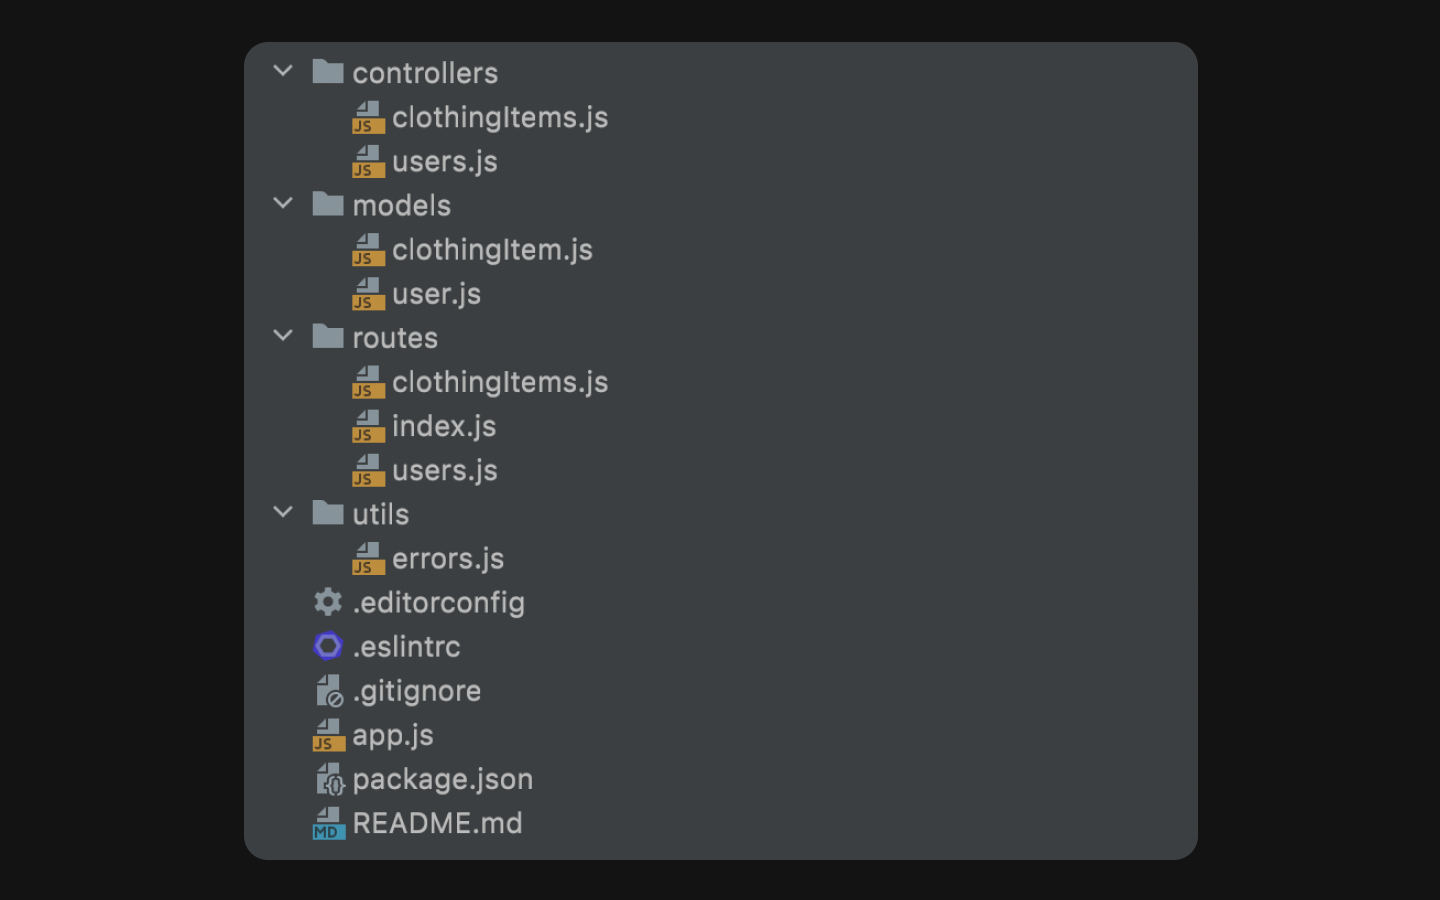 controllers
JS clothingItems.js
JS users.js
models
JS clothingItem.js
JS user.js
routes
JS clothingItems.js
JS index.js
JS users.js
utils
JS errors.js
.editorconfig
.eslintrc
.gitignore
JS app.js
{} package.json
MD README.md